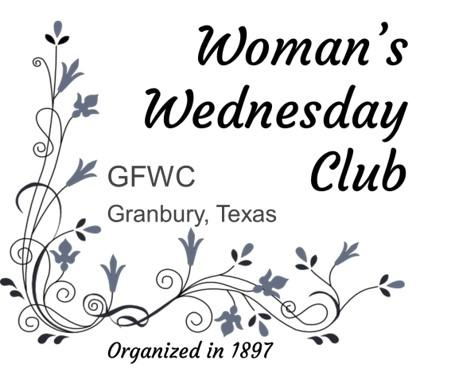 Woman's
Wednesday
Club
GFWC
Granbury, Texas
Organized in 1897